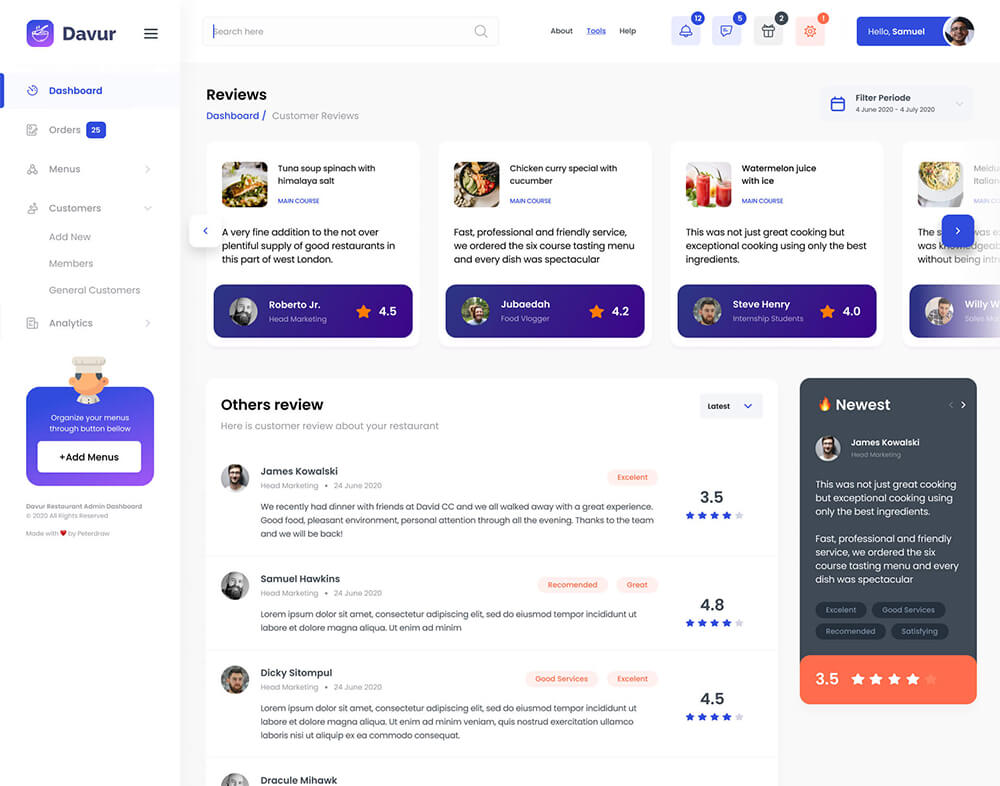 Davur
Search here
About
Tools
Help
12
5
2
!
Hello, Samuel
Dashboard
Orders
25
Menus
Customers
Add New
Members
General Customers
Analytics
Organize your menus
through button bellow
+Add Menus
Davur Restaurant Admin Dashboard
© 2020 All Rights Reserved
Made with ❤ by Peterdraw
Reviews
Dashboard / Customer Reviews
Filter Periode
4 June 2020 - 4 July 2020
Tuna soup spinach with
himalaya salt
MAIN COURSE
A very fine addition to the not over
plentiful supply of good restaurants in
this part of west London.
Roberto Jr.
Head Marketing
4.5
Chicken curry special with
cucumber
MAIN COURSE
Fast, professional and friendly service,
we ordered the six course tasting menu
and every dish was spectacular
Jubaedah
Food Vlogger
4.2
Watermelon juice
with ice
MAIN COURSE
This was not just great cooking but
exceptional cooking using only the best
ingredients.
Steve Henry
Internship Students
4.0
MAIN
The
was
without being
Willy
Sales
Others review
Here is customer review about your restaurant
Latest
James Kowalski
Head Marketing • 24 June 2020
Excelent
We recently had dinner with friends at David CC and we all walked away with a great experience.
Good food, pleasant environment, personal attention through all the evening. Thanks to the team
and we will be back!
3.5
Samuel Hawkins
Head Marketing • 24 June 2020
Recomended
Great
Lorem ipsum dolor sit amet, consectetur adipiscing elit, sed do eiusmod tempor incididunt ut
labore et dolore magna aliqua. Ut enim ad minim
4.8
Dicky Sitompul
Head Marketing • 24 June 2020
Good Services
Excelent
Lorem ipsum dolor sit amet, consectetur adipiscing elit, sed do eiusmod tempor incididunt ut
labore et dolore magna aliqua. Ut enim ad minim veniam, quis nostrud exercitation ullamco
laboris nisi ut aliquip ex ea commodo consequat.
4.5
Dracule Mihawk
🔥 Newest
James Kowalski
Head Marketing
This was not just great cooking
but exceptional cooking using
only the best ingredients.
Fast, professional and friendly
service, we ordered the six
course tasting menu and every
dish was spectacular
Excelent
Good Services
Recomended
Satisfying
3.5